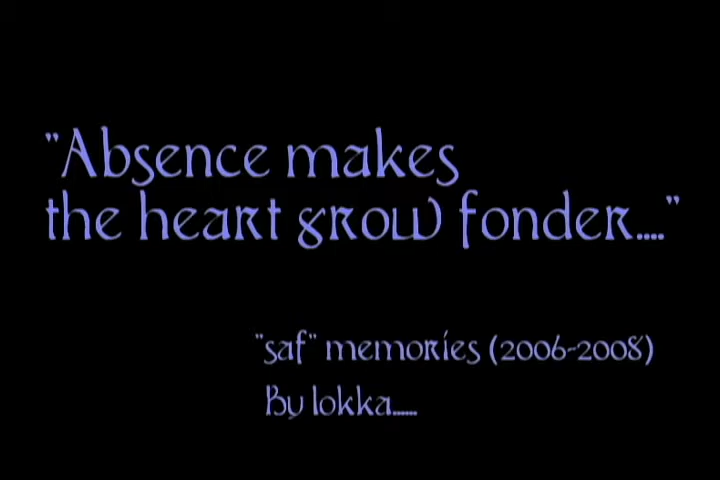 "Absence makes
the heart grow fonder...."
"saf" memories (2006-2008)
By lokka......